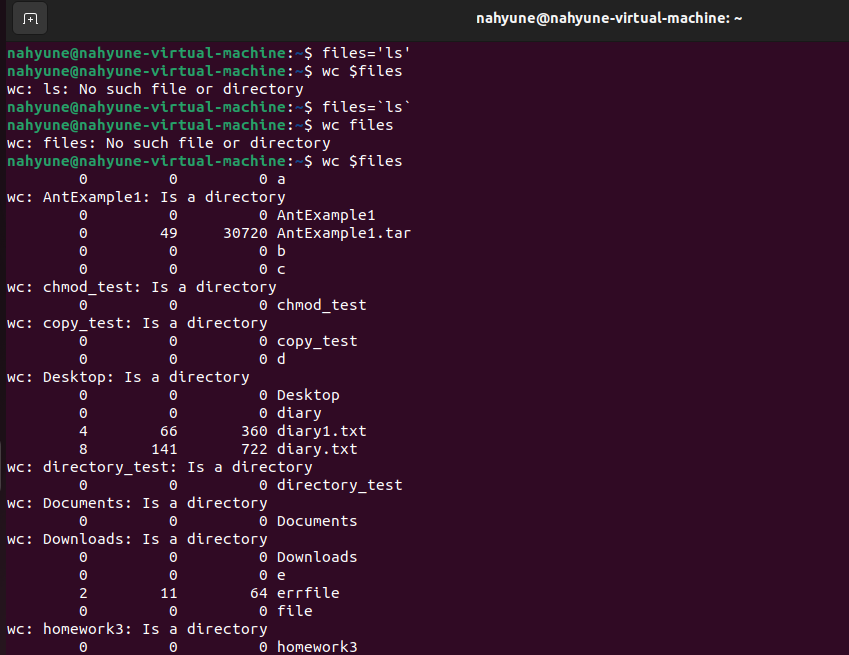 nahyune@nahyune-virtual-machine: ~
nahyune@nahyune-virtual-machine:~$ files='ls'
nahyune@nahyune-virtual-machine:~$ wc $files
wc: ls: No such file or directory
nahyune@nahyune-virtual-machine:~$ files=`ls`
nahyune@nahyune-virtual-machine:~$ wc files
wc: files: No such file or directory
nahyune@nahyune-virtual-machine:~$ wc $files
        0         0         0 a
wc: AntExample1: Is a directory
        0         0         0 AntExample1
        0        49     30720 AntExample1.tar
        0         0         0 b
        0         0         0 c
wc: chmod_test: Is a directory
        0         0         0 chmod_test
wc: copy_test: Is a directory
        0         0         0 copy_test
        0         0         0 d
wc: Desktop: Is a directory
        0         0         0 Desktop
        0         0         0 diary
        4        66       360 diary1.txt
        8       141       722 diary.txt
wc: directory_test: Is a directory
        0         0         0 directory_test
wc: Documents: Is a directory
        0         0         0 Documents
wc: Downloads: Is a directory
        0         0         0 Downloads
        0         0         0 e
        2        11        64 errfile
        0         0         0 file
wc: homework3: Is a directory
        0         0         0 homework3